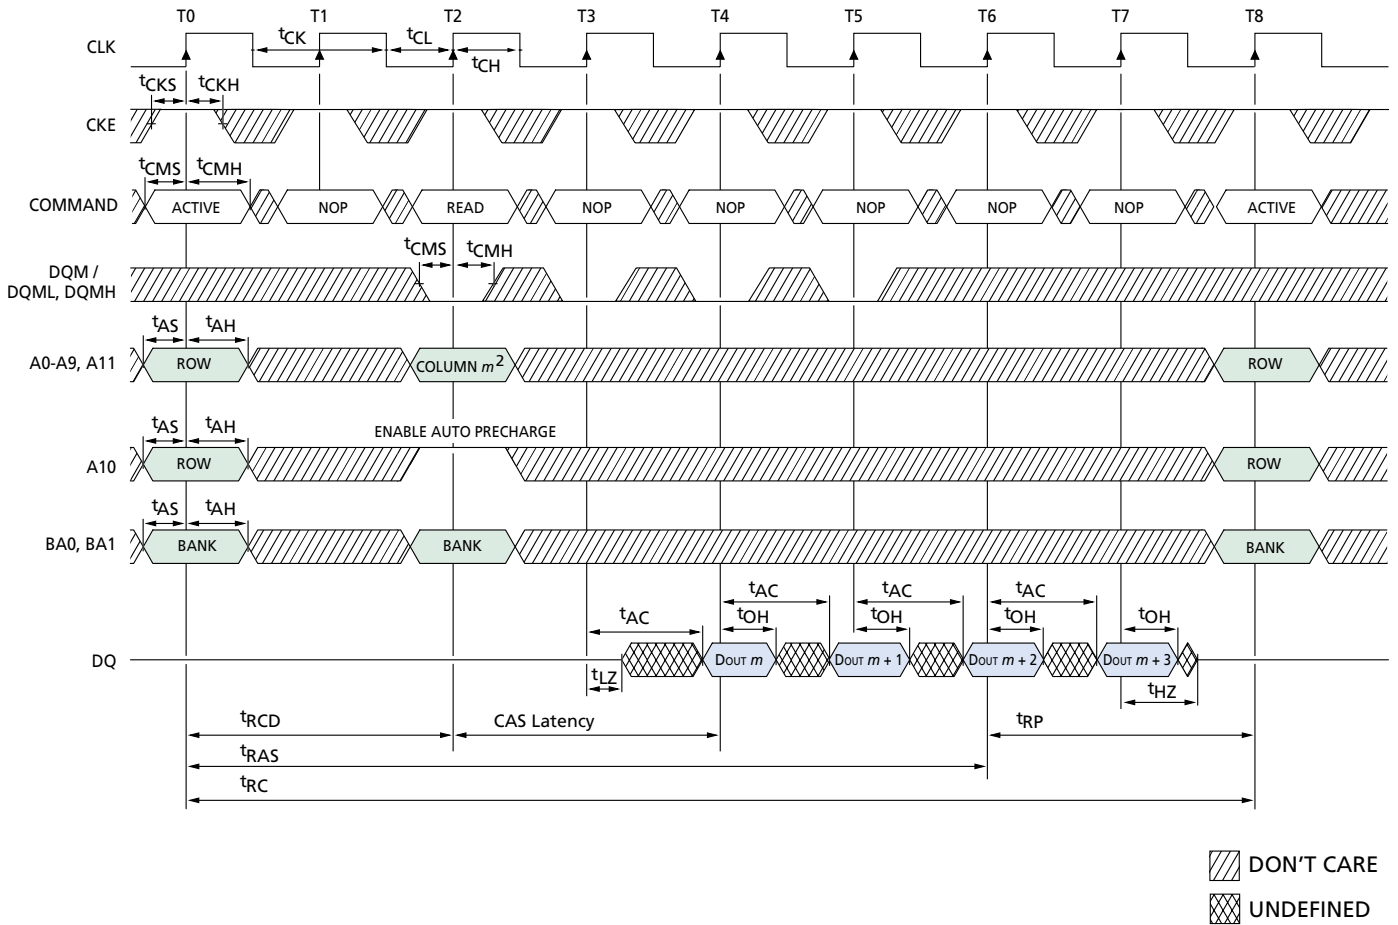 T0 T1 T2 T3 T4 T5 T6 T7 T8
CLK tCK tCL tCH
tCKS tCKH
CKE
tCMS tCMH
COMMAND ACTIVE NOP READ NOP NOP NOP NOP NOP ACTIVE
tCMS tCMH
DQM /
DQML, DQMH
tAS tAH
A0-A9, A11 ROW COLUMN m2 ROW
tAS tAH ENABLE AUTO PRECHARGE
A10 ROW ROW
tAS tAH
BA0, BA1 BANK BANK BANK
tAC tAC tAC
tAC tOH tOH tOH tOH
DQ DOUT m DOUT m + 1 DOUT m + 2 DOUT m + 3
tLZ tHZ
tRCD CAS Latency tRP
tRAS
tRC
DON'T CARE
UNDEFINED